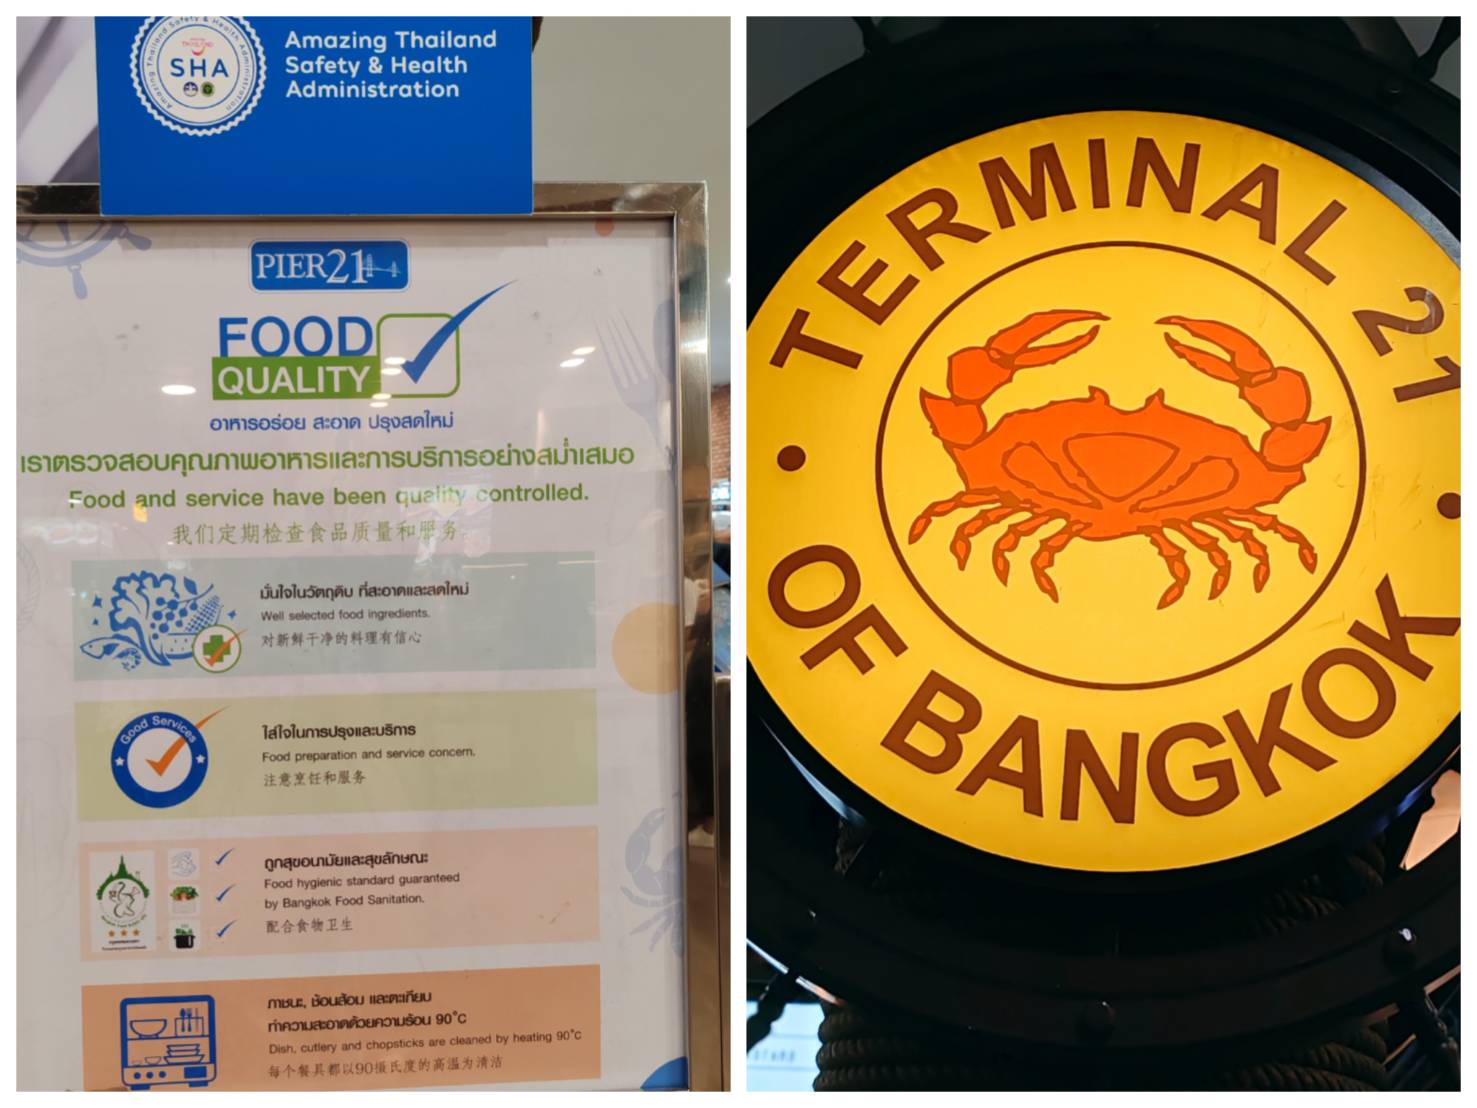 SHA
Amazing Thailand
Safety & Health
Administration
PIER21
FOOD
QUALITY
อาหารอร่อย สะอาด ปรุงสดใหม่
เราตรวจสอบคุณภาพอาหารและการบริการอย่างสม่ำเสมอ
Food and service have been quality controlled.
我们定期检查食品质量和服务。
มั่นใจในวัตถุดิบ ที่สะอาดและสดใหม่
Well selected food ingredients.
对新鲜干净的料理有信心
Good Services
ใส่ใจในการปรุงและบริการ
Food preparation and service concern.
注意烹饪和服务
ถูกสุขอนามัยและสุขลักษณะ
Food hygienic standard guaranteed
by Bangkok Food Sanitation.
配合食物卫生
ภาชนะ, ช้อนส้อม และตะเกียบ
ทำความสะอาดด้วยความร้อน 90°C
Dish, cutlery and chopsticks are cleaned by heating 90°C
每个餐具都以90摄氏度的高温为清洁
TERMINAL 21
OF BANGKOK